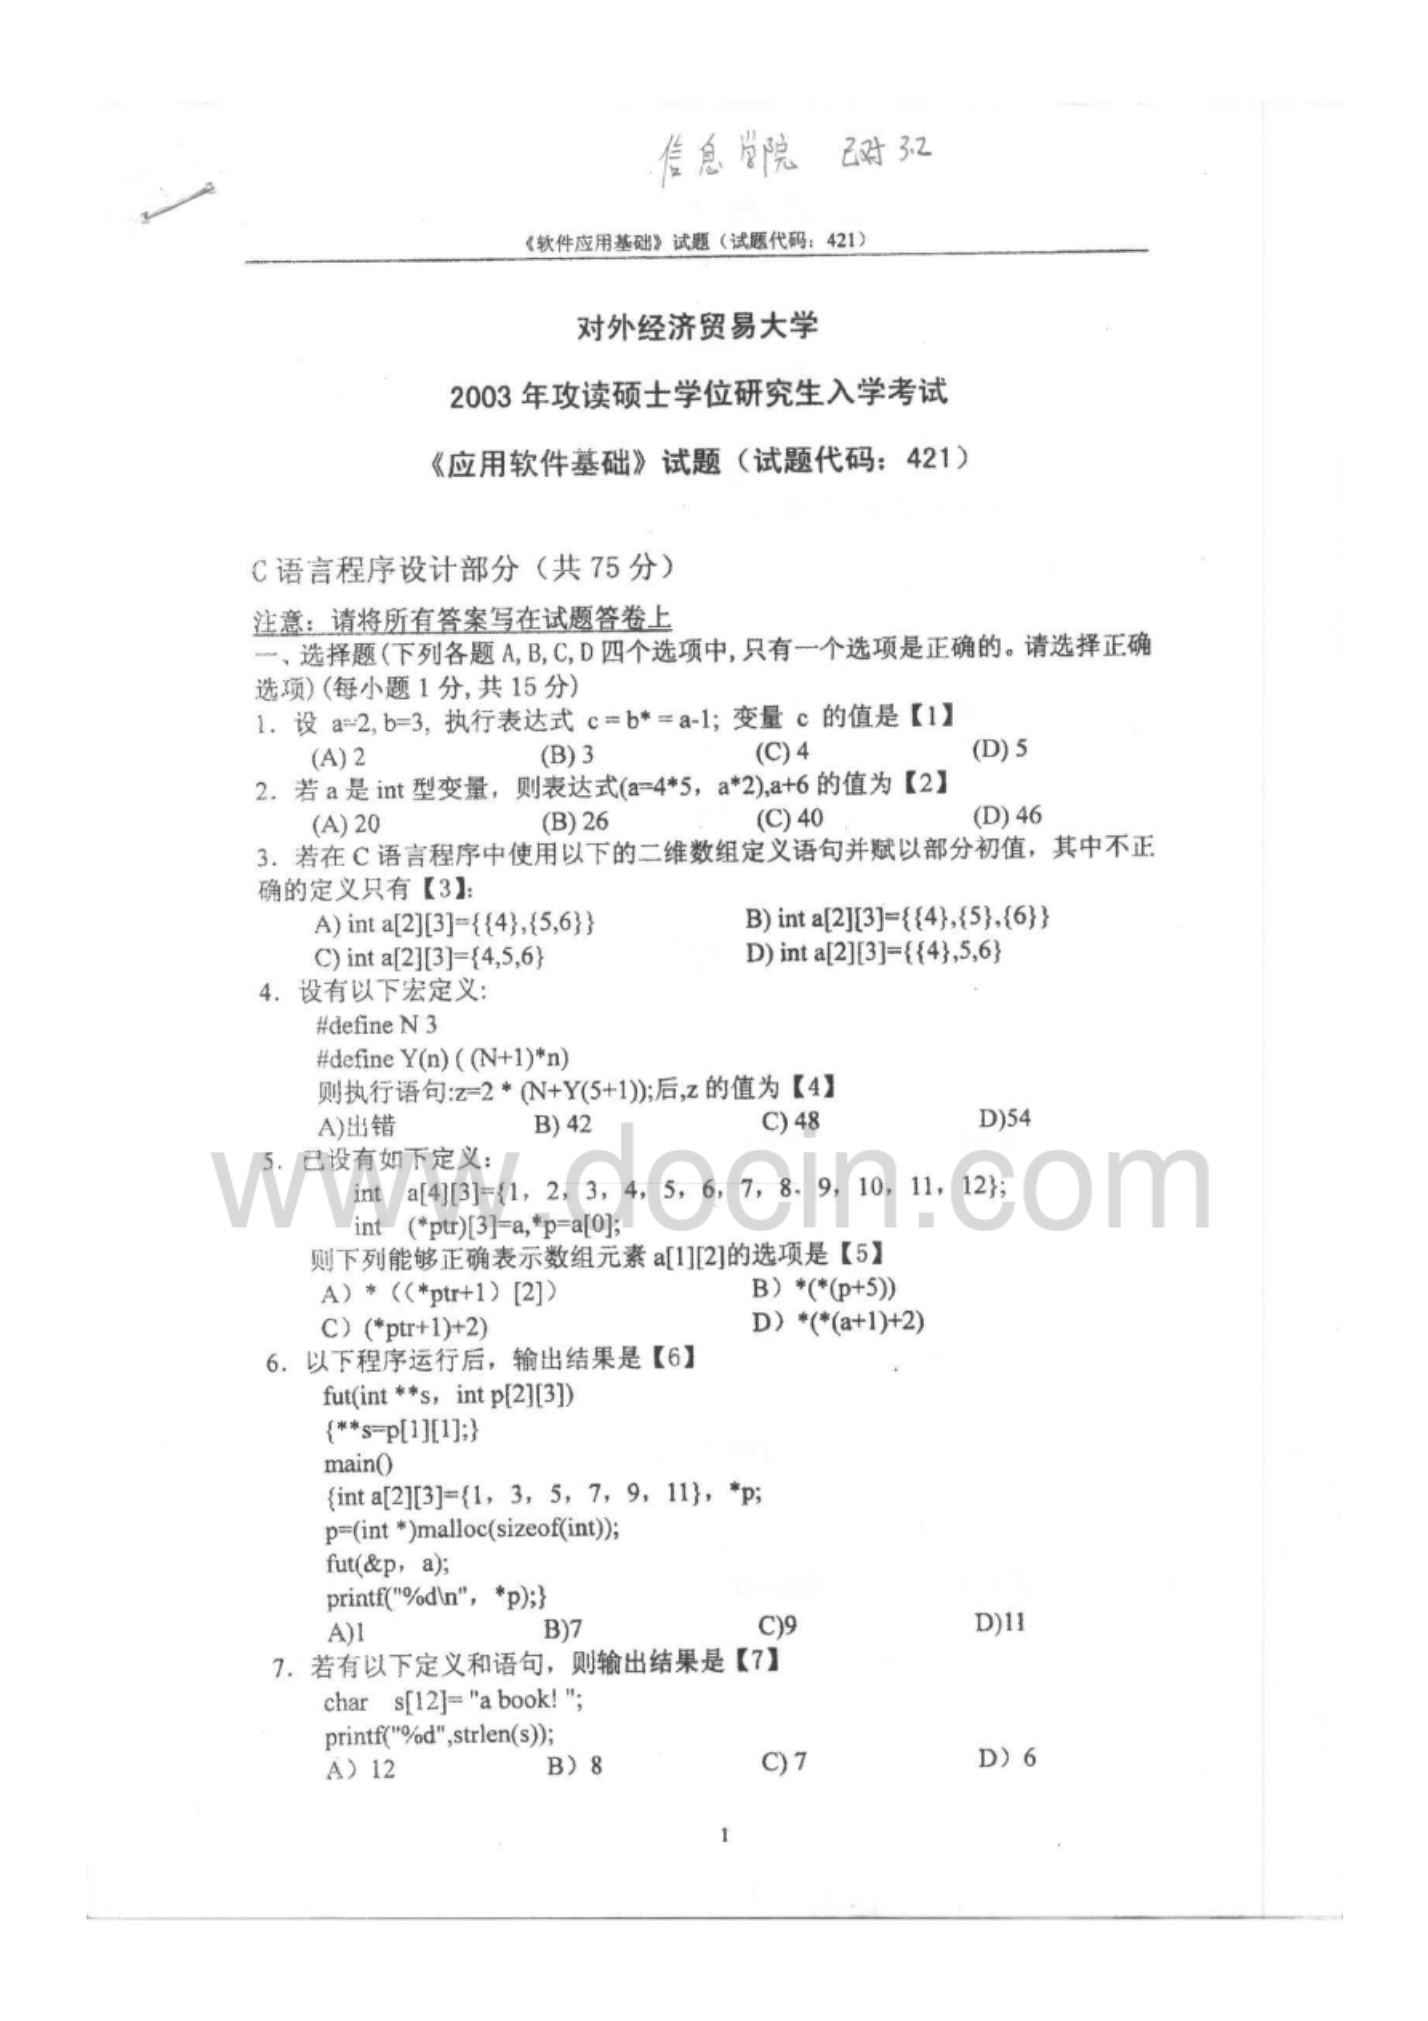 信息学院 已对 3.2
《软件应用基础》试题（试题代码：421）
对外经济贸易大学
2003 年攻读硕士学位研究生入学考试
《应用软件基础》试题（试题代码：421）
C 语言程序设计部分（共 75 分）
注意：请将所有答案写在试题答卷上
一、选择题(下列各题 A,B,C,D 四个选项中,只有一个选项是正确的。请选择正确
选项)(每小题 1 分,共 15 分)
1．设 a=2, b=3, 执行表达式 c = b* = a-1; 变量 c 的值是【1】
(A) 2 (B) 3 (C) 4 (D) 5
2．若 a 是 int 型变量，则表达式(a=4*5，a*2),a+6 的值为【2】
(A) 20 (B) 26 (C) 40 (D) 46
3．若在 C 语言程序中使用以下的二维数组定义语句并赋以部分初值，其中不正
确的定义只有【3】：
A) int a[2][3]={{4},{5,6}} B) int a[2][3]={{4},{5},{6}}
C) int a[2][3]={4,5,6} D) int a[2][3]={{4},5,6}
4．设有以下宏定义:
#define N 3
#define Y(n) ( (N+1)*n)
则执行语句:z=2 * (N+Y(5+1));后,z 的值为【4】
A)出错 B) 42 C) 48 D)54
5．已设有如下定义：
int a[4][3]={1，2，3，4，5，6，7，8，9，10，11，12};
int (*ptr)[3]=a,*p=a[0];
则下列能够正确表示数组元素 a[1][2]的选项是【5】
A）*（(*ptr+1）[2]） B）*(*(p+5))
C）(*ptr+1)+2) D）*(*(a+1)+2)
6．以下程序运行后，输出结果是【6】
fut(int **s，int p[2][3])
{**s=p[1][1];}
main()
{int a[2][3]={1，3，5，7，9，11}，*p;
p=(int *)malloc(sizeof(int));
fut(&p，a);
printf("%d\n"，*p);}
A)1 B)7 C)9 D)11
7．若有以下定义和语句，则输出结果是【7】
char s[12]= "a book! ";
printf("%d",strlen(s));
A）12 B）8 C) 7 D）6
1
www.docin.com